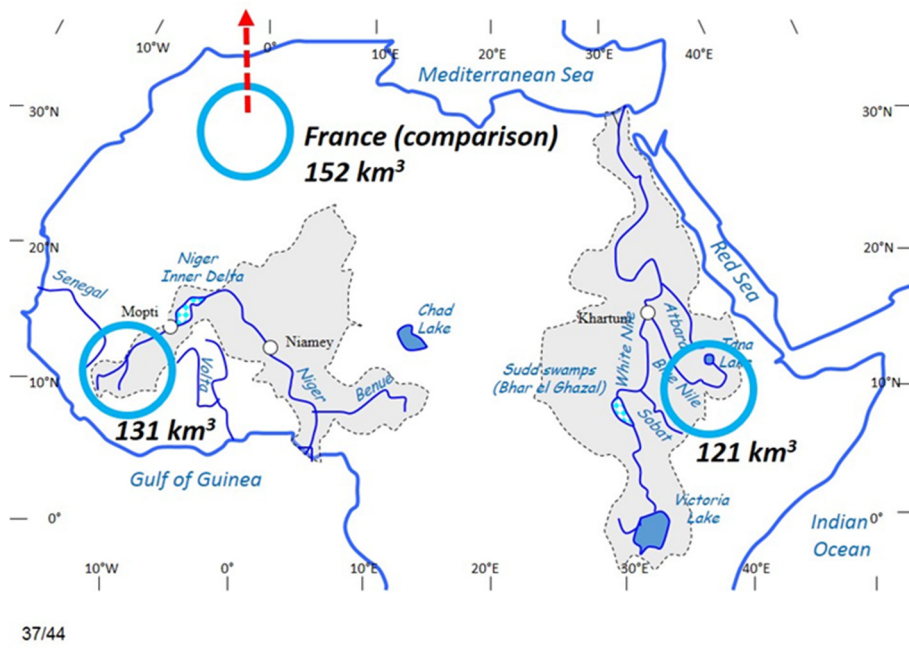 10°W
0°
10°E
20°E
30°E
40°E
Mediterranean Sea
30°N
30°N
France (comparison)
152 km³
20°N
20°N
Niger
Inner Delta
Senegal
Mopti
Red Sea
Chad
Lake
Khartum
Atbara
Tana
Lake
Niamey
White Nile
Blue Nile
Volta
Niger
Benue
Sudd swamps
(Bhar el Ghazal)
Sobat
10°N
10°N
131 km³
121 km³
Gulf of Guinea
Victoria
Lake
Indian
Ocean
0°
0°
10°W
0°
10°E
20°E
30°E
40°E
37/44